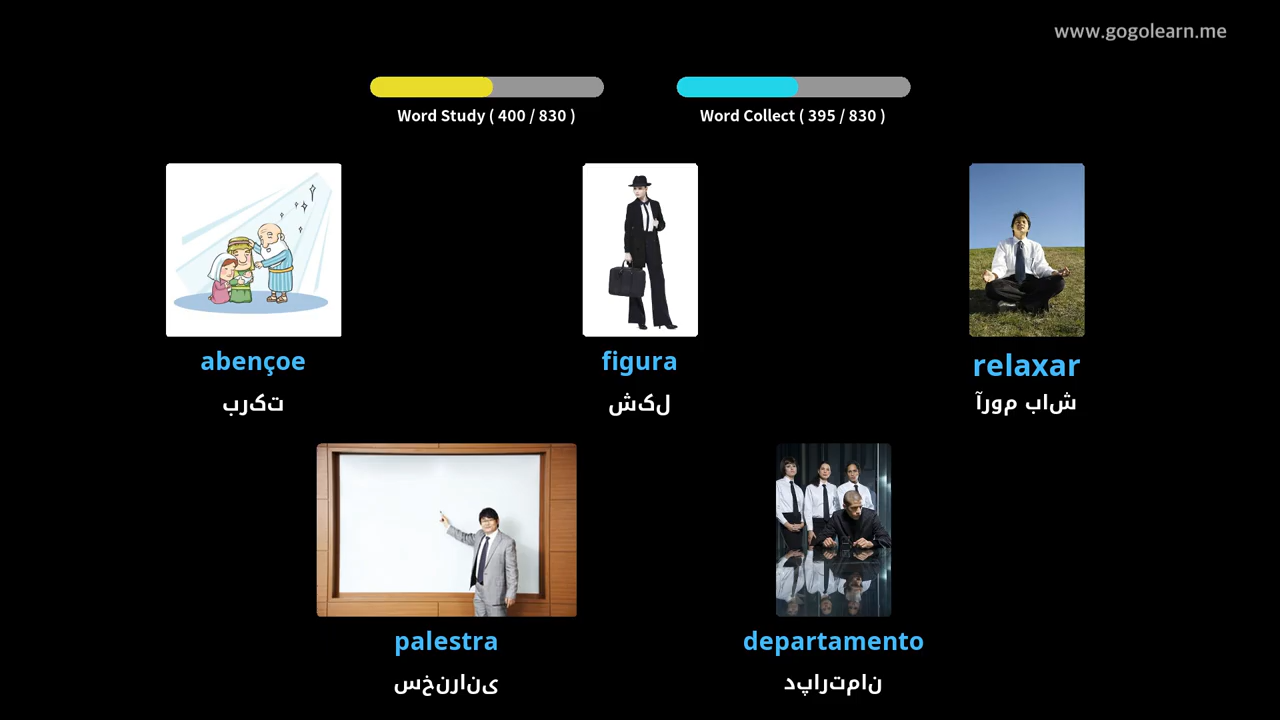 www.gogolearn.me
Word Study ( 400 / 830 )
Word Collect ( 395 / 830 )
abençoe
تکرب
figura
لکش
relaxar
شاب مورآ
palestra
ینارنخس
departamento
نامتراپد